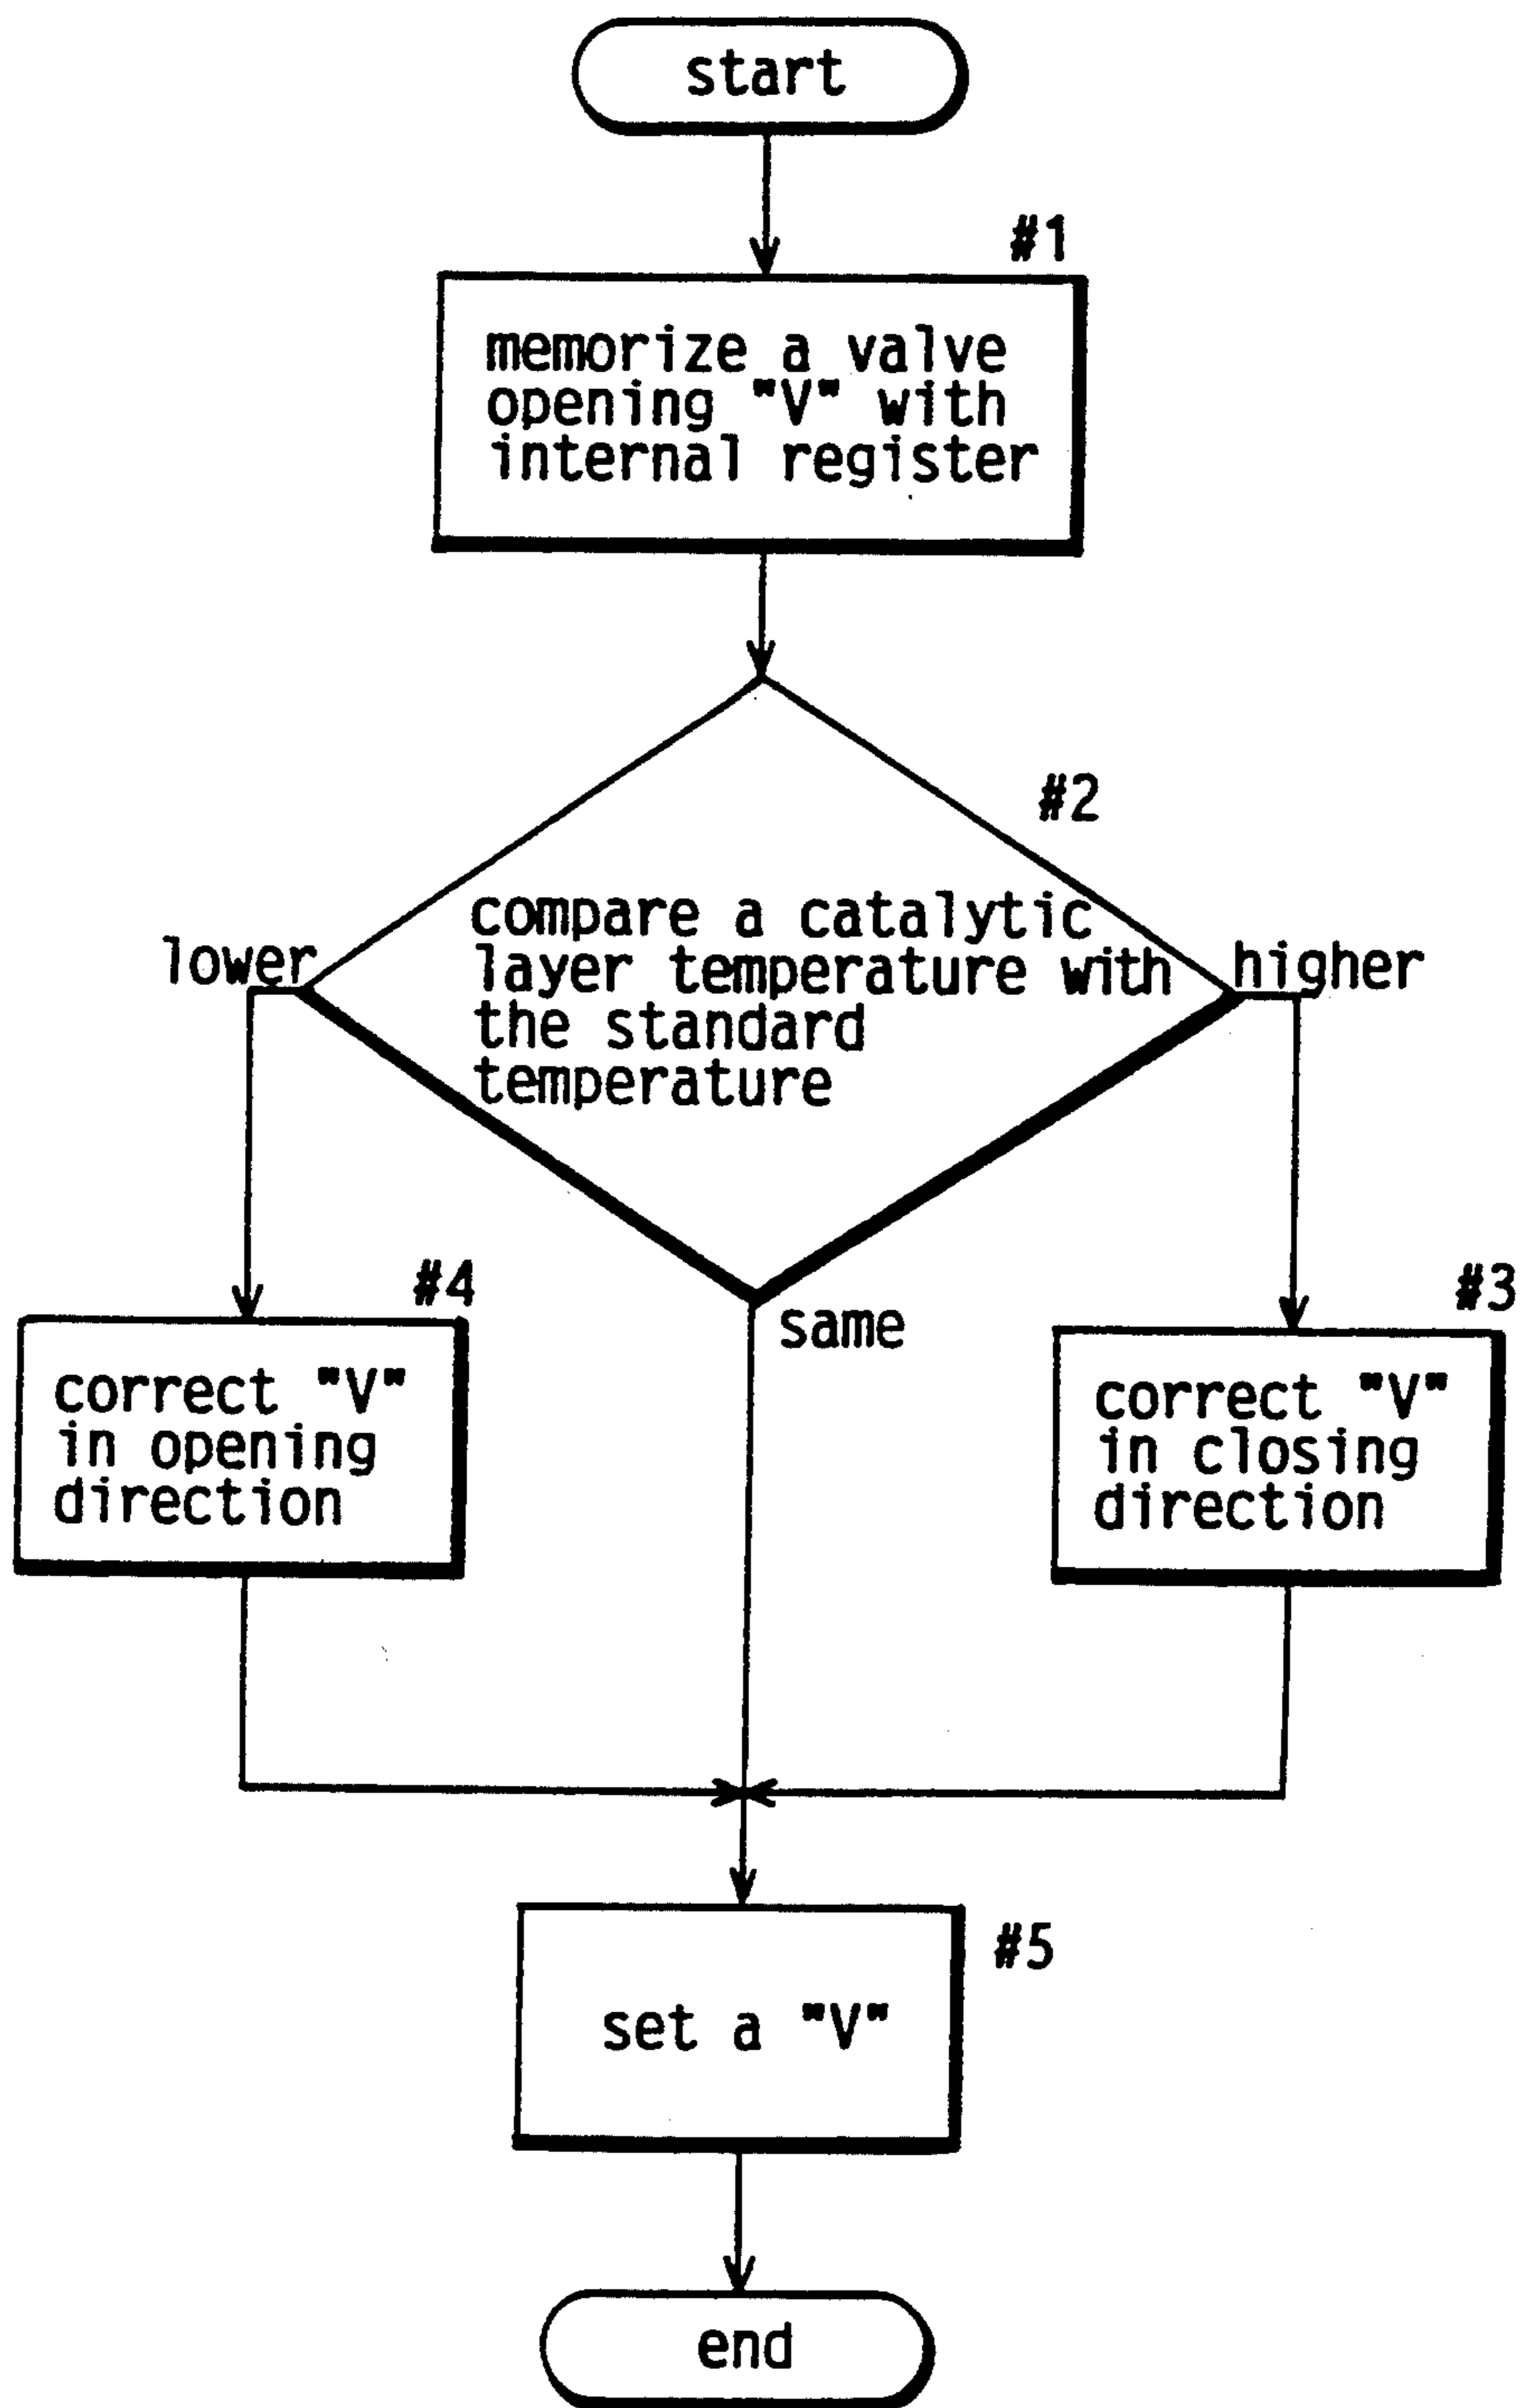 start
#1
memorize a valve
opening "V" with
internal register
#2
compare a catalytic
layer temperature with
the standard
temperature
lower
higher
same
#4
correct "V"
in opening
direction
#3
correct "V"
in closing
direction
#5
set a "V"
end